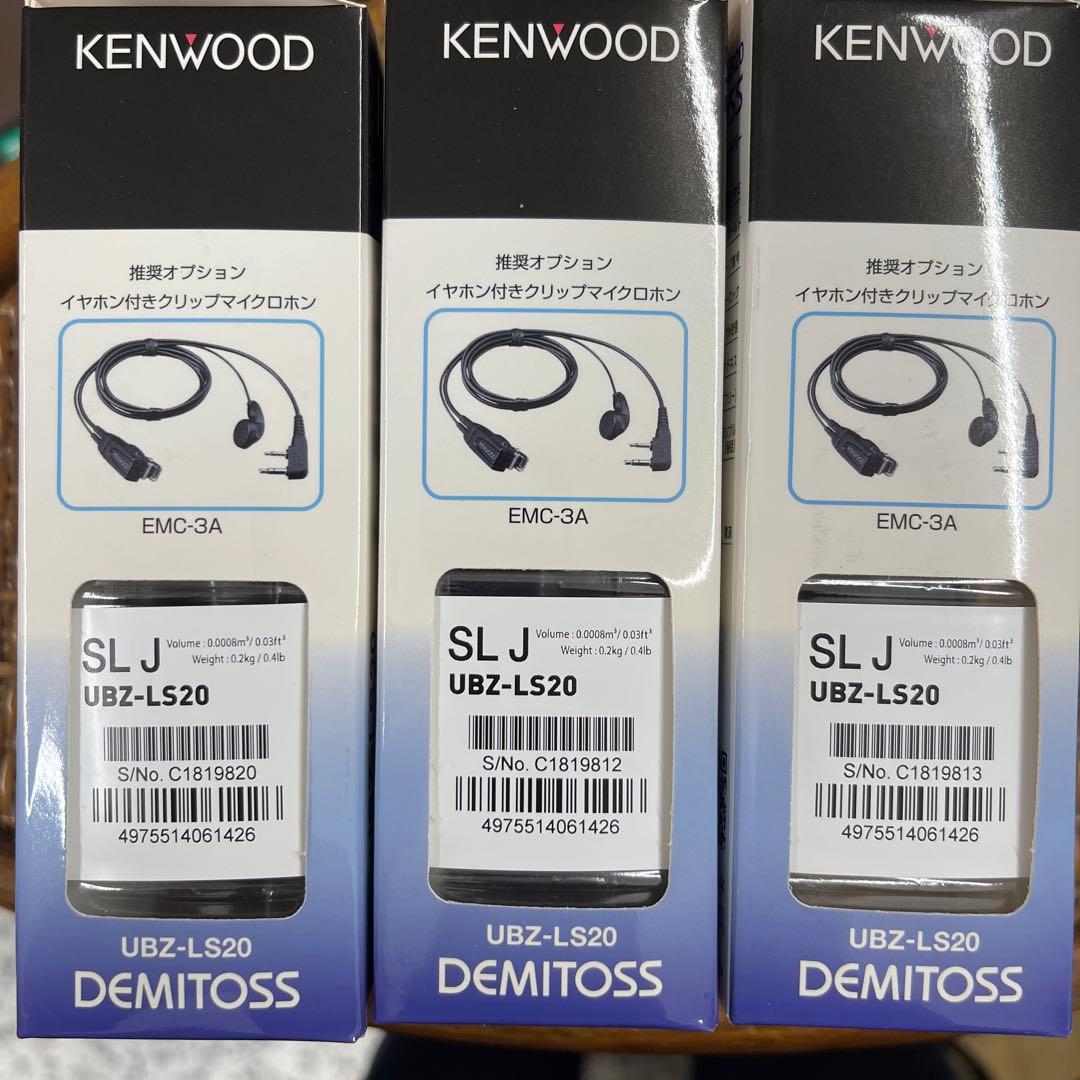 KENWOOD
推奨オプション
イヤホン付きクリップマイクロホン
EMC-3A
SL J
Volume : 0.0008m³/ 0.03ft³
Weight : 0.2kg / 0.4lb
UBZ-LS20
S/No. C1819820
4975514061426
UBZ-LS20
DEMITOSS
KENWOOD
推奨オプション
イヤホン付きクリップマイクロホン
EMC-3A
SL J
Volume : 0.0008m³/ 0.03ft³
Weight : 0.2kg / 0.4lb
UBZ-LS20
S/No. C1819812
4975514061426
UBZ-LS20
DEMITOSS
KENWOOD
推奨オプション
イヤホン付きクリップマイクロホン
EMC-3A
SL J
Volume : 0.0008m³/ 0.03ft³
Weight : 0.2kg / 0.4lb
UBZ-LS20
S/No. C1819813
4975514061426
UBZ-LS20
DEMITOSS